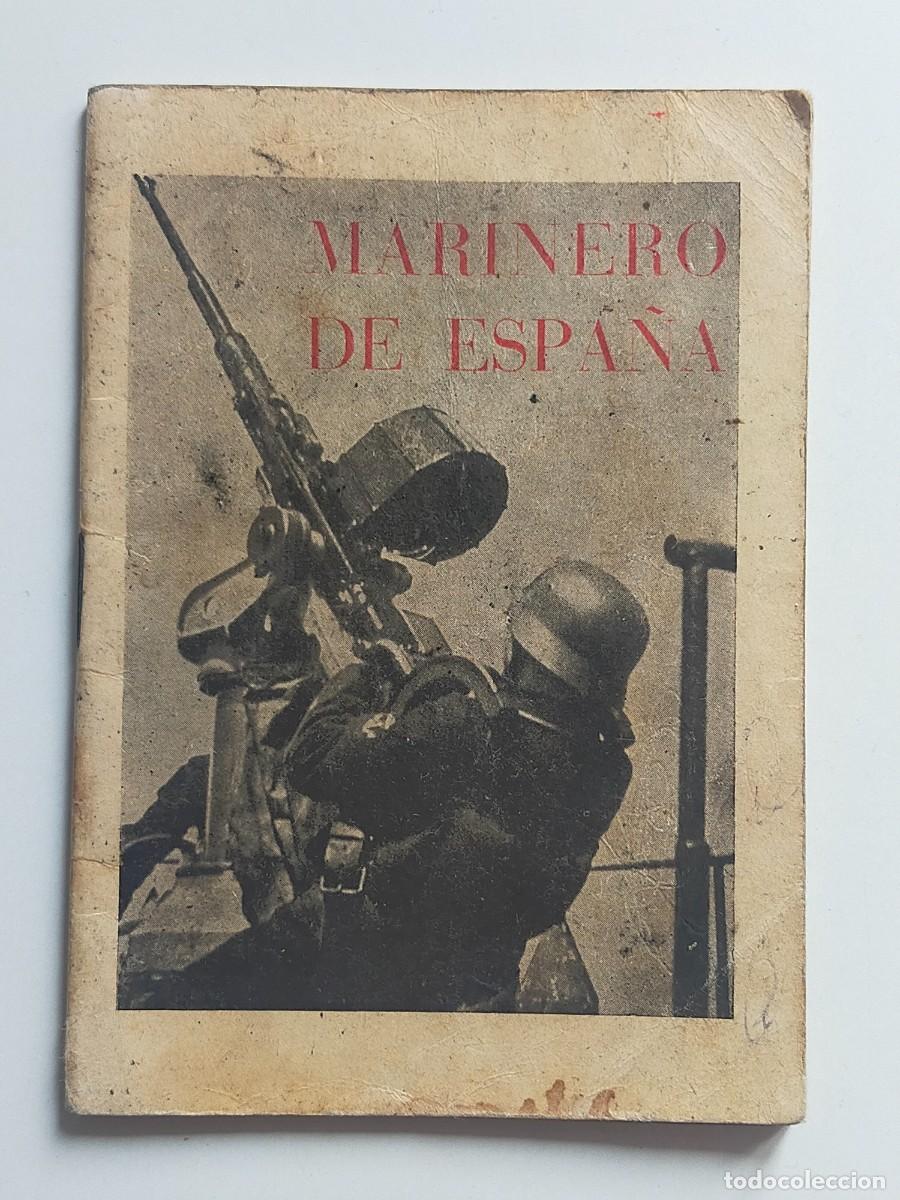 MARINERO
DE ESPAÑA
todocoleccion